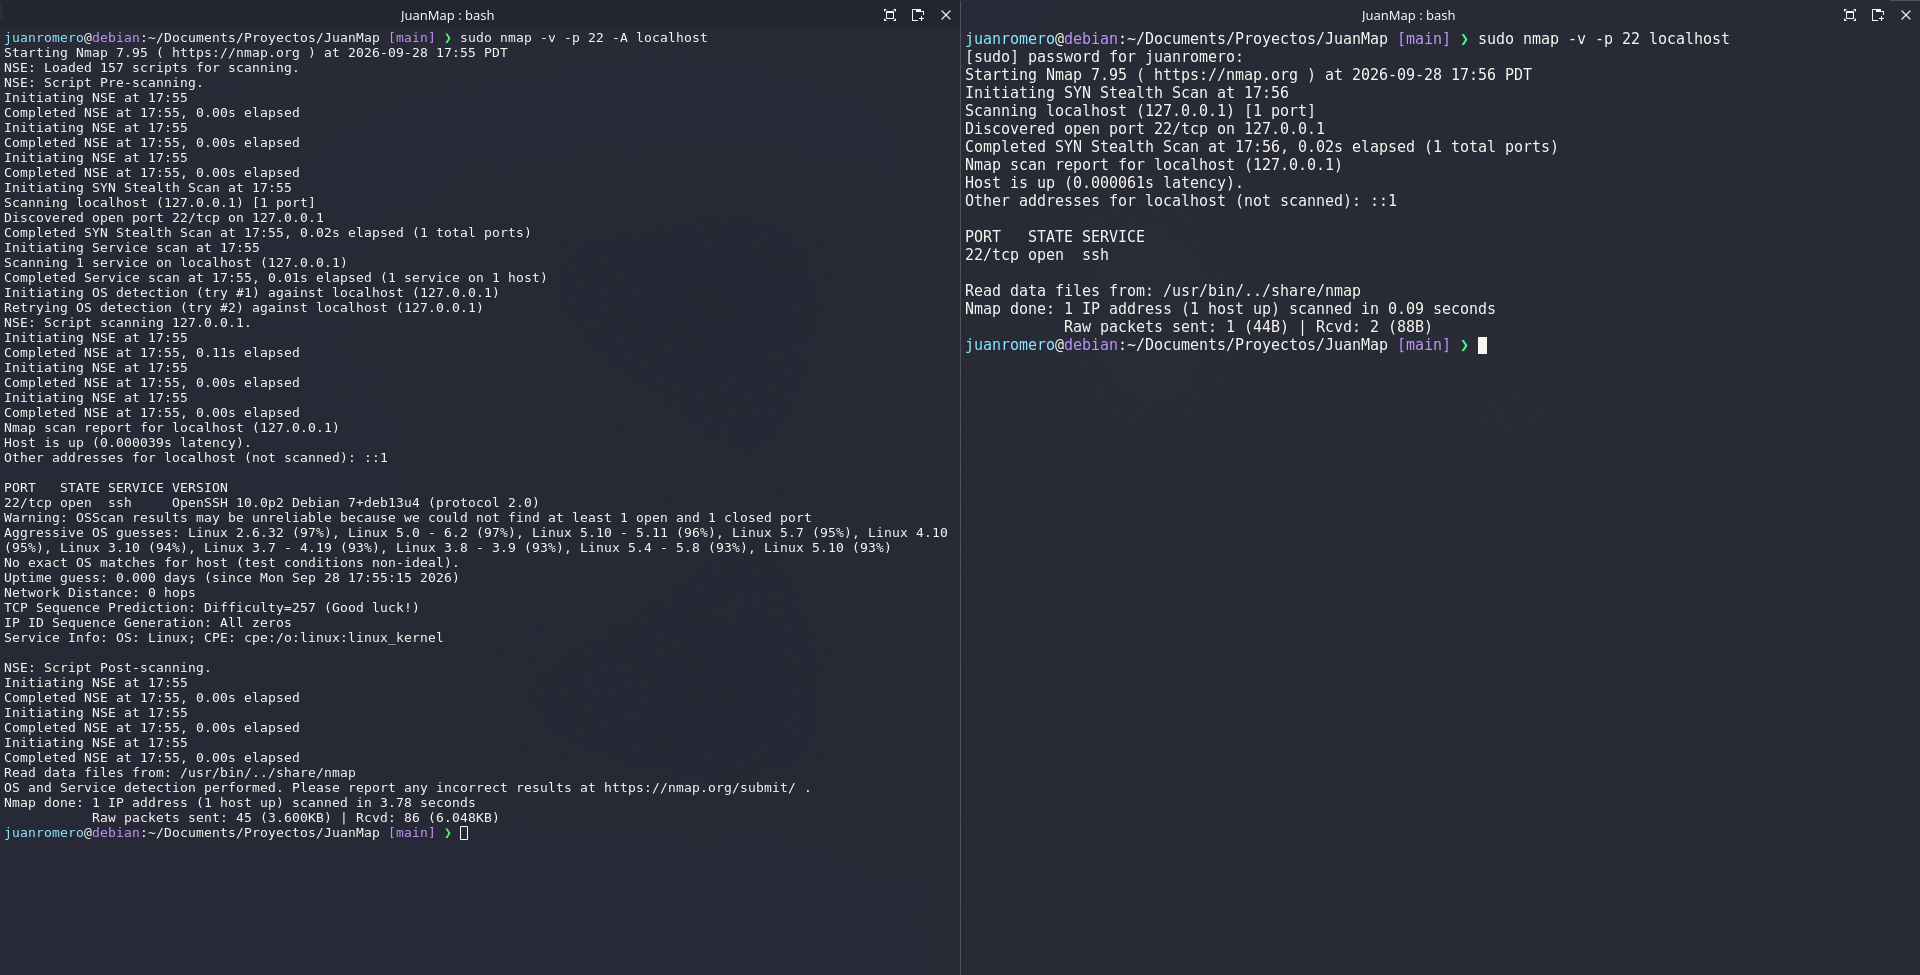 JuanMap : bash
juanromero@debian:~/Documents/Proyectos/JuanMap [main] ❯ sudo nmap -v -p 22 -A localhost
Starting Nmap 7.95 ( https://nmap.org ) at 2026-09-28 17:55 PDT
NSE: Loaded 157 scripts for scanning.
NSE: Script Pre-scanning.
Initiating NSE at 17:55
Completed NSE at 17:55, 0.00s elapsed
Initiating NSE at 17:55
Completed NSE at 17:55, 0.00s elapsed
Initiating NSE at 17:55
Completed NSE at 17:55, 0.00s elapsed
Initiating SYN Stealth Scan at 17:55
Scanning localhost (127.0.0.1) [1 port]
Discovered open port 22/tcp on 127.0.0.1
Completed SYN Stealth Scan at 17:55, 0.02s elapsed (1 total ports)
Initiating Service scan at 17:55
Scanning 1 service on localhost (127.0.0.1)
Completed Service scan at 17:55, 0.01s elapsed (1 service on 1 host)
Initiating OS detection (try #1) against localhost (127.0.0.1)
Retrying OS detection (try #2) against localhost (127.0.0.1)
NSE: Script scanning 127.0.0.1.
Initiating NSE at 17:55
Completed NSE at 17:55, 0.11s elapsed
Initiating NSE at 17:55
Completed NSE at 17:55, 0.00s elapsed
Initiating NSE at 17:55
Completed NSE at 17:55, 0.00s elapsed
Nmap scan report for localhost (127.0.0.1)
Host is up (0.000039s latency).
Other addresses for localhost (not scanned): ::1

PORT   STATE SERVICE VERSION
22/tcp open  ssh     OpenSSH 10.0p2 Debian 7+deb13u4 (protocol 2.0)
Warning: OSScan results may be unreliable because we could not find at least 1 open and 1 closed port
Aggressive OS guesses: Linux 2.6.32 (97%), Linux 5.0 - 6.2 (97%), Linux 5.10 - 5.11 (96%), Linux 5.7 (95%), Linux 4.10
(95%), Linux 3.10 (94%), Linux 3.7 - 4.19 (93%), Linux 3.8 - 3.9 (93%), Linux 5.4 - 5.8 (93%), Linux 5.10 (93%)
No exact OS matches for host (test conditions non-ideal).
Uptime guess: 0.000 days (since Mon Sep 28 17:55:15 2026)
Network Distance: 0 hops
TCP Sequence Prediction: Difficulty=257 (Good luck!)
IP ID Sequence Generation: All zeros
Service Info: OS: Linux; CPE: cpe:/o:linux:linux_kernel

NSE: Script Post-scanning.
Initiating NSE at 17:55
Completed NSE at 17:55, 0.00s elapsed
Initiating NSE at 17:55
Completed NSE at 17:55, 0.00s elapsed
Initiating NSE at 17:55
Completed NSE at 17:55, 0.00s elapsed
Read data files from: /usr/bin/../share/nmap
OS and Service detection performed. Please report any incorrect results at https://nmap.org/submit/ .
Nmap done: 1 IP address (1 host up) scanned in 3.78 seconds
           Raw packets sent: 45 (3.600KB) | Rcvd: 86 (6.048KB)
juanromero@debian:~/Documents/Proyectos/JuanMap [main] ❯
JuanMap : bash
juanromero@debian:~/Documents/Proyectos/JuanMap [main] ❯ sudo nmap -v -p 22 localhost
[sudo] password for juanromero:
Starting Nmap 7.95 ( https://nmap.org ) at 2026-09-28 17:56 PDT
Initiating SYN Stealth Scan at 17:56
Scanning localhost (127.0.0.1) [1 port]
Discovered open port 22/tcp on 127.0.0.1
Completed SYN Stealth Scan at 17:56, 0.02s elapsed (1 total ports)
Nmap scan report for localhost (127.0.0.1)
Host is up (0.000061s latency).
Other addresses for localhost (not scanned): ::1

PORT   STATE SERVICE
22/tcp open  ssh

Read data files from: /usr/bin/../share/nmap
Nmap done: 1 IP address (1 host up) scanned in 0.09 seconds
           Raw packets sent: 1 (44B) | Rcvd: 2 (88B)
juanromero@debian:~/Documents/Proyectos/JuanMap [main] ❯